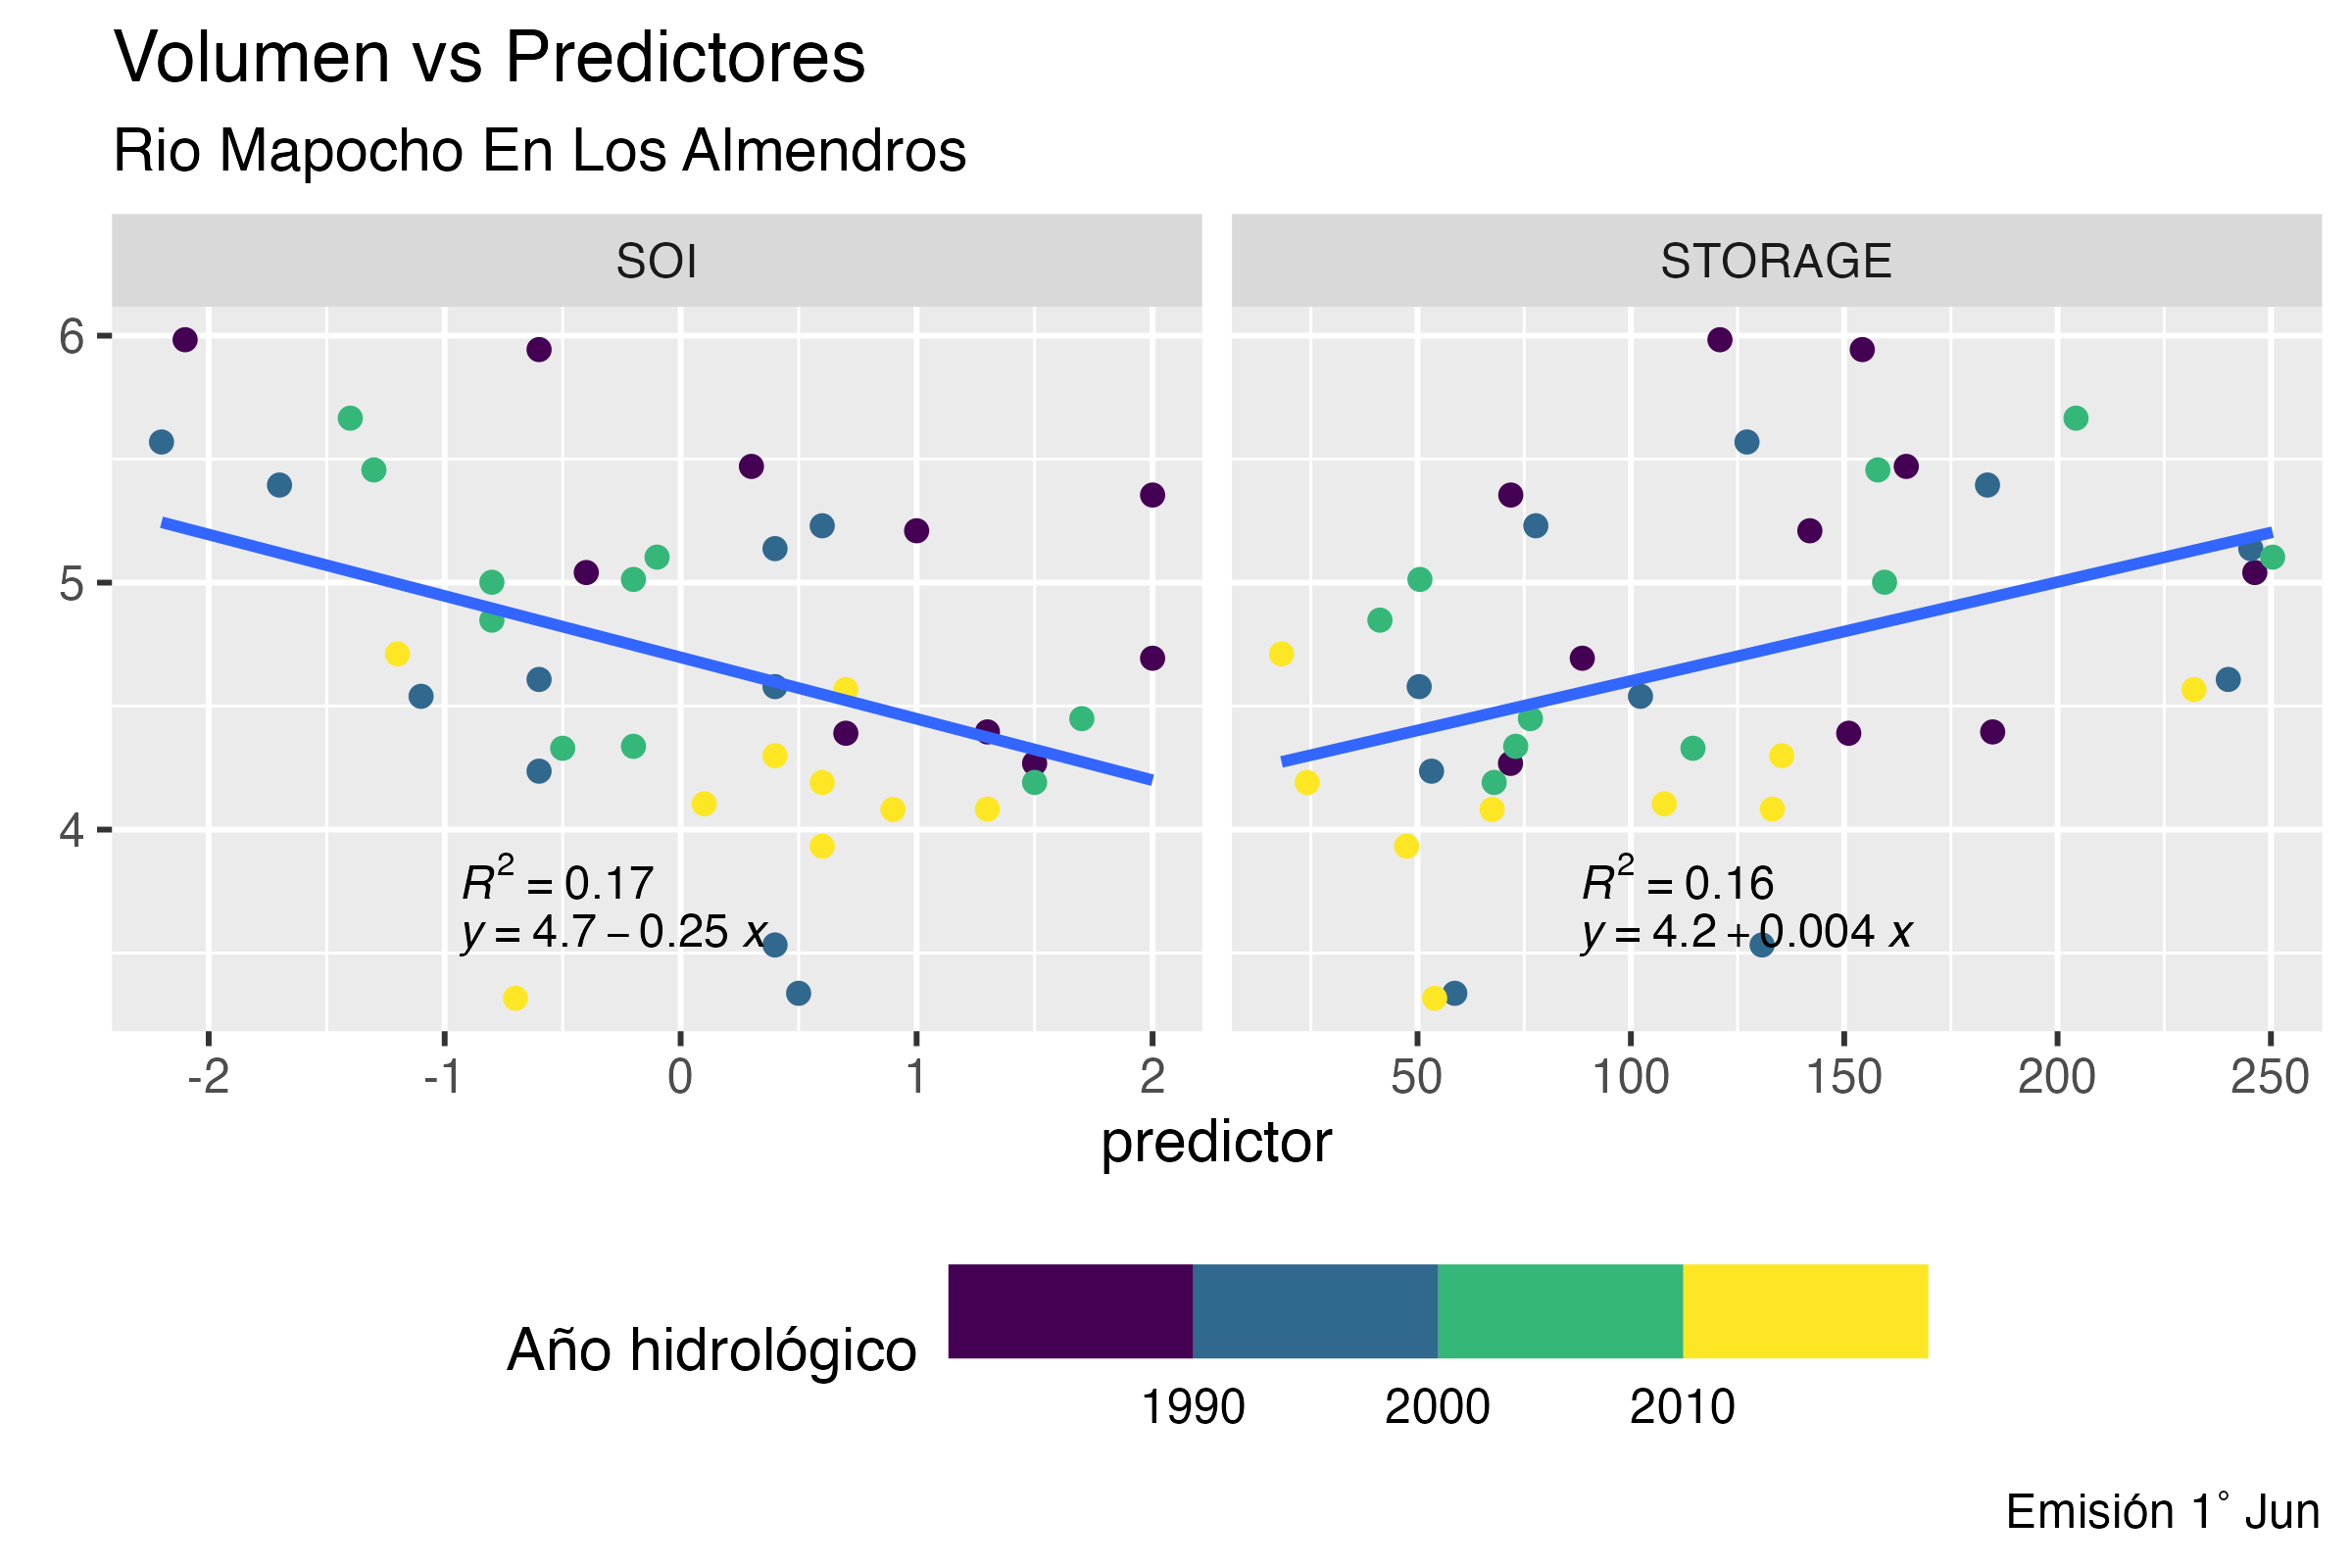 Volumen vs Predictores
Rio Mapocho En Los Almendros
SOI STORAGE
6
5
4
R² = 0.17
y = 4.7 − 0.25 x
R² = 0.16
y = 4.2 + 0.004 x
-2 -1 0 1 2 50 100 150 200 250
predictor
Año hidrológico
1990 2000 2010
Emisión 1° Jun